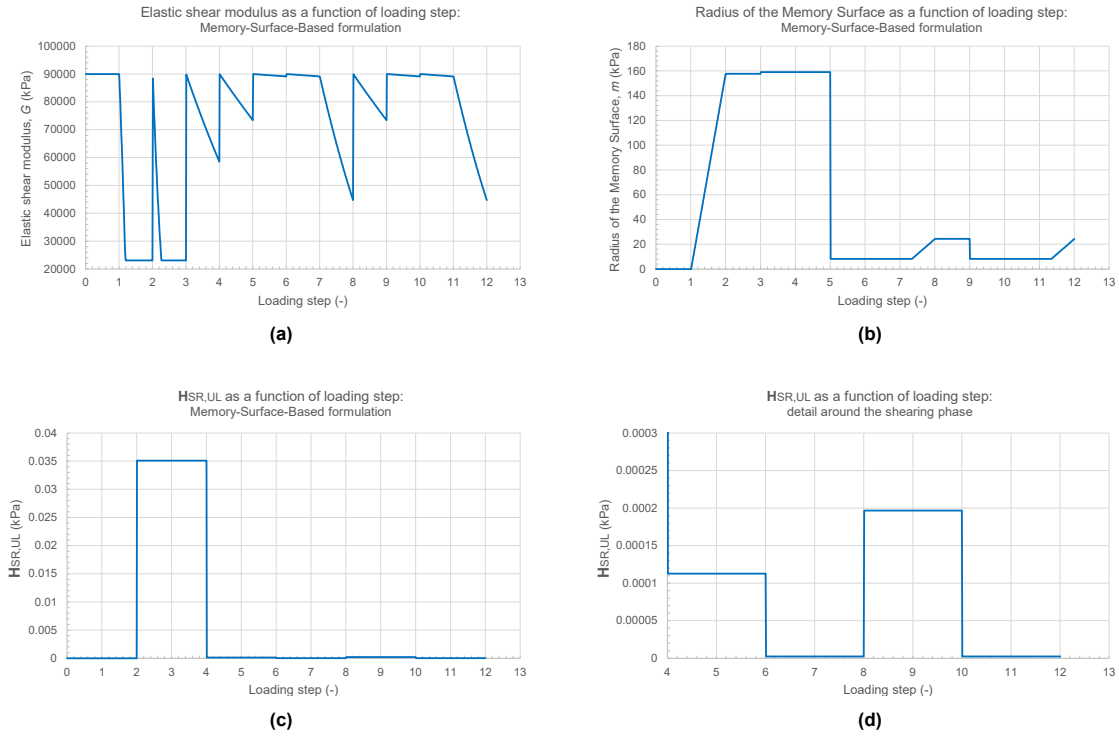 Elastic shear modulus as a function of loading step:
Memory-Surface-Based formulation
Elastic shear modulus, G (kPa)
100000
90000
80000
70000
60000
50000
40000
30000
20000
0 1 2 3 4 5 6 7 8 9 10 11 12 13
Loading step (-)
(a)
Radius of the Memory Surface as a function of loading step:
Memory-Surface-Based formulation
Radius of the Memory Surface, m (kPa)
180
160
140
120
100
80
60
40
20
0
0 1 2 3 4 5 6 7 8 9 10 11 12 13
Loading step (-)
(b)
HSR,UL as a function of loading step:
Memory-Surface-Based formulation
HSR,UL (kPa)
0.04
0.035
0.03
0.025
0.02
0.015
0.01
0.005
0
0 1 2 3 4 5 6 7 8 9 10 11 12 13
Loading step (-)
(c)
HSR,UL as a function of loading step:
detail around the shearing phase
HSR,UL (kPa)
0.0003
0.00025
0.0002
0.00015
0.0001
0.00005
0
4 5 6 7 8 9 10 11 12 13
Loading step (-)
(d)